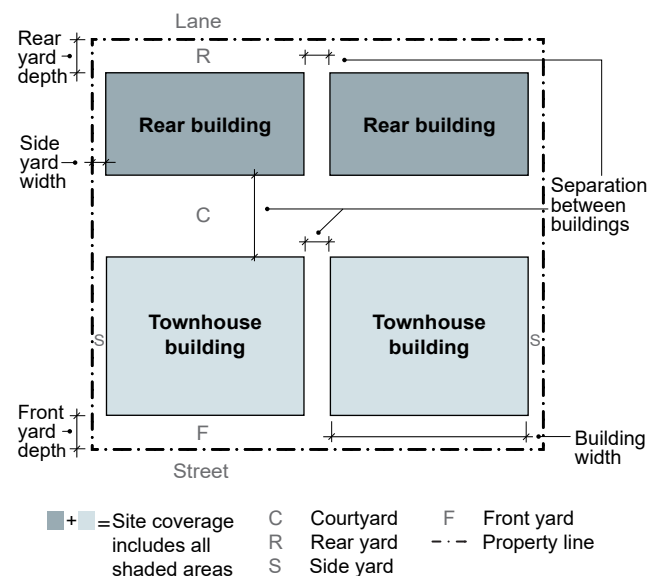 Lane
Rear
yard
depth
R
Rear building
Rear building
Side
yard
width
Separation
between
buildings
C
Townhouse
building
Townhouse
building
S
S
Front
yard
depth
F
Building
width
Street
+ = Site coverage
includes all
shaded areas
C Courtyard
R Rear yard
S Side yard
F Front yard
Property line